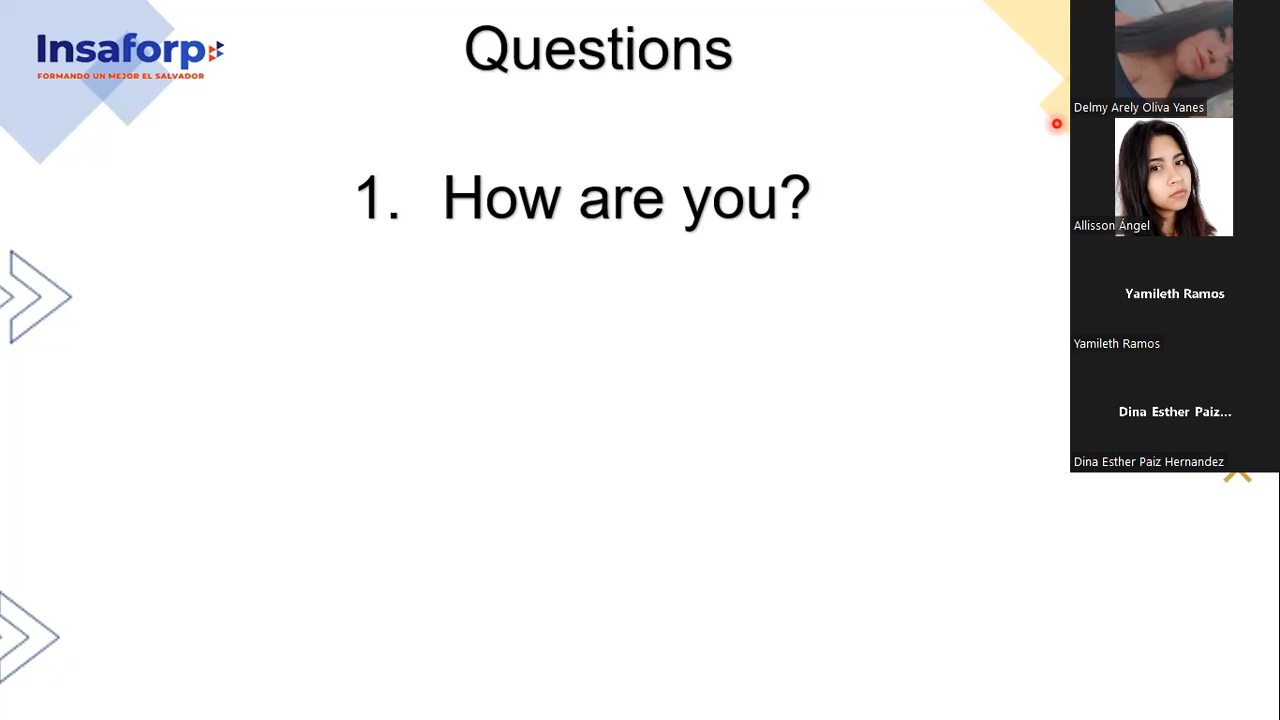 Insaforp
FORMANDO UN MEJOR EL SALVADOR
Questions
1. How are you?
Delmy Arely Oliva Yanes
Allisson Ángel
Yamileth Ramos
Yamileth Ramos
Dina Esther Paiz...
Dina Esther Paiz Hernandez